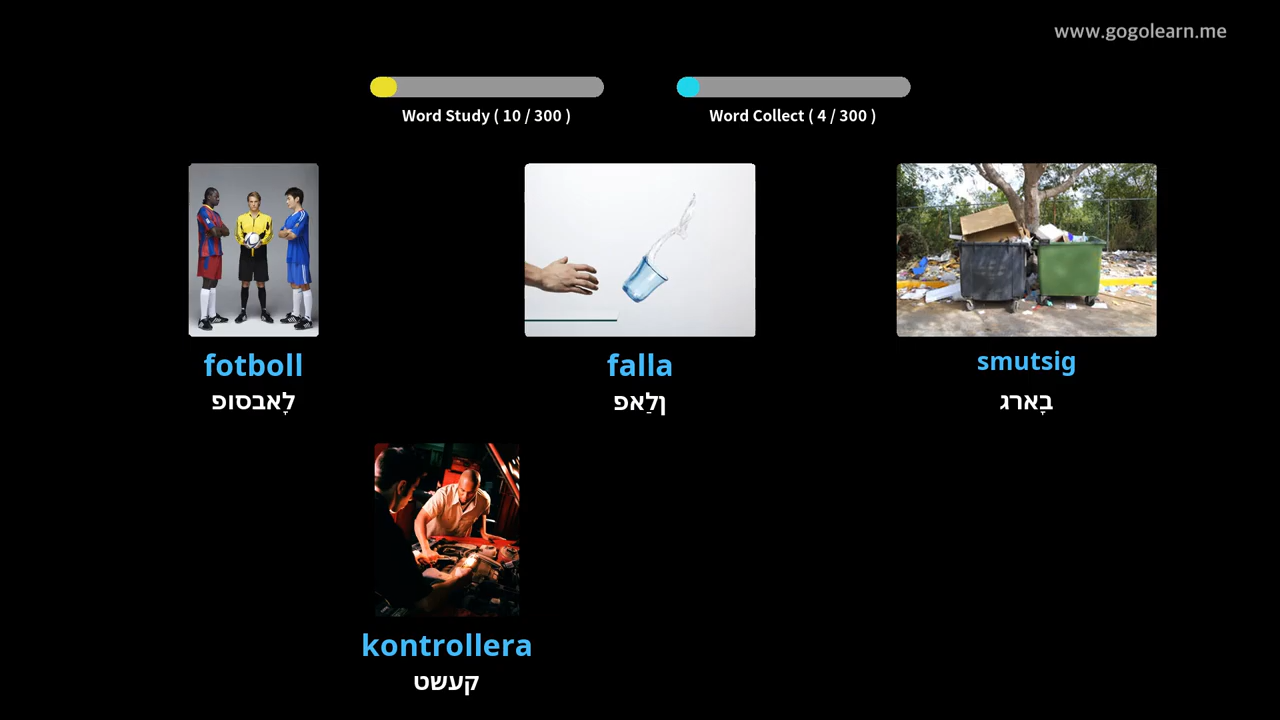 www.gogolearn.me
Word Study ( 10 / 300 )
Word Collect ( 4 / 300 )
fotboll
לָאבסופ
falla
ןלַאפ
smutsig
בָארג
kontrollera
קעשט